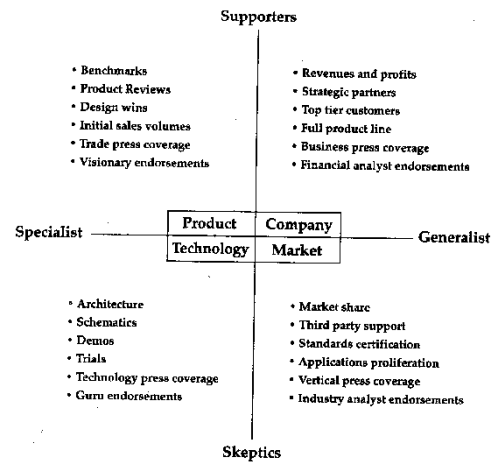 Supporters
• Benchmarks
• Product Reviews
• Design wins
• Initial sales volumes
• Trade press coverage
• Visionary endorsements
• Revenues and profits
• Strategic partners
• Top tier customers
• Full product line
• Business press coverage
• Financial analyst endorsements
Specialist
Product
Company
Technology
Market
Generalist
• Architecture
• Schematics
• Demos
• Trials
• Technology press coverage
• Guru endorsements
• Market share
• Third party support
• Standards certification
• Applications proliferation
• Vertical press coverage
• Industry analyst endorsements
Skeptics